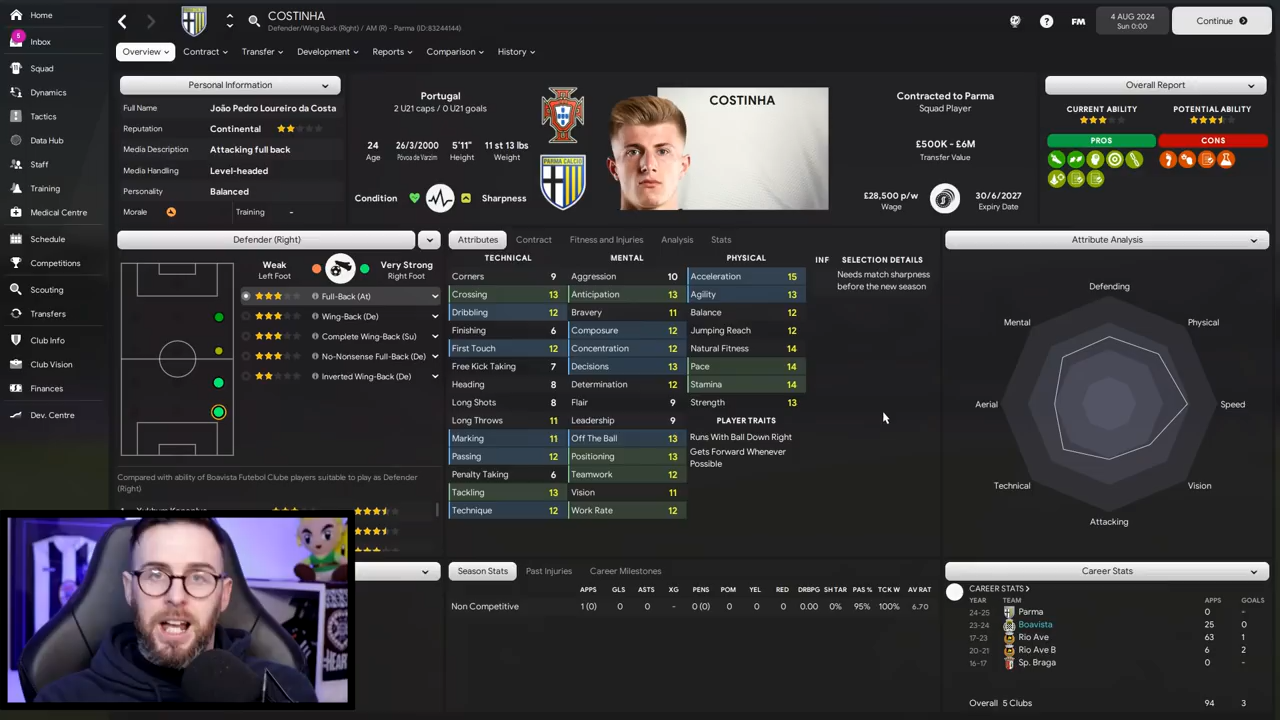 Home
Inbox
5
Squad
Dynamics
Tactics
Data Hub
Staff
Training
Medical Centre
Schedule
Competitions
Scouting
Transfers
Club Info
Club Vision
Finances
Dev. Centre
COSTINHA
Defender/Wing Back (Right) / AM (R) - Parma (ID:83244144)
?
FM
4 AUG 2024
Sun 0:00
Continue
Overview
Contract
Transfer
Development
Reports
Comparison
History
Personal Information
Full Name João Pedro Loureiro da Costa
Reputation Continental
Media Description Attacking full back
Media Handling Level-headed
Personality Balanced
Morale Training -
Portugal
2 U21 caps / 0 U21 goals
24 26/3/2000 5'11" 11 st 13 lbs
Age Póvoa de Varzim Height Weight
Condition Sharpness
PARMA CALCIO
COSTINHA
Contracted to Parma
Squad Player
£500K - £6M
Transfer Value
£28,500 p/w 30/6/2027
Wage Expiry Date
Overall Report
CURRENT ABILITY POTENTIAL ABILITY
PROS CONS
Defender (Right)
Weak Very Strong
Left Foot Right Foot
Full-Back (At)
Wing-Back (De)
Complete Wing-Back (Su)
No-Nonsense Full-Back (De)
Inverted Wing-Back (De)
Compared with ability of Boavista Futebol Clube players suitable to play as Defender
(Right)
Attributes Contract Fitness and Injuries Analysis Stats
TECHNICAL MENTAL PHYSICAL
Corners 9 Aggression 10 Acceleration 15
Crossing 13 Anticipation 13 Agility 13
Dribbling 12 Bravery 11 Balance 12
Finishing 6 Composure 12 Jumping Reach 12
First Touch 12 Concentration 12 Natural Fitness 14
Free Kick Taking 7 Decisions 13 Pace 14
Heading 8 Determination 12 Stamina 14
Long Shots 8 Flair 9 Strength 13
Long Throws 11 Leadership 9 PLAYER TRAITS
Marking 11 Off The Ball 13 Runs With Ball Down Right
Passing 12 Positioning 13 Gets Forward Whenever
Possible
Penalty Taking 6 Teamwork 12
Tackling 13 Vision 11
Technique 12 Work Rate 12
INF SELECTION DETAILS
Needs match sharpness
before the new season
Attribute Analysis
Defending
Mental Physical
Aerial Speed
Technical Vision
Attacking
Season Stats Past Injuries Career Milestones
APPS GLS ASTS XG PENS POM YEL RED DRBPG SH TAR PAS % TCK W AV RAT
Non Competitive 1 (0) 0 0 - 0 (0) 0 0 0 0.00 0% 95% 100% 6.70
Career Stats
CAREER STATS
YEAR TEAM APPS GOALS
24-25 Parma 0 -
23-24 Boavista 25 0
17-23 Rio Ave 63 1
20-21 Rio Ave B 6 2
16-17 Sp. Braga 0 -
Overall 5 Clubs 94 3